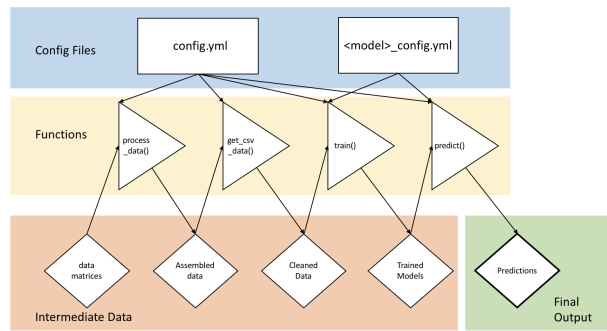 Config Files
config.yml
<model>_config.yml
Functions
process
_data()
get_csv
_data()
train()
predict()
data
matrices
Assembled
data
Cleaned
Data
Trained
Models
Predictions
Intermediate Data
Final
Output